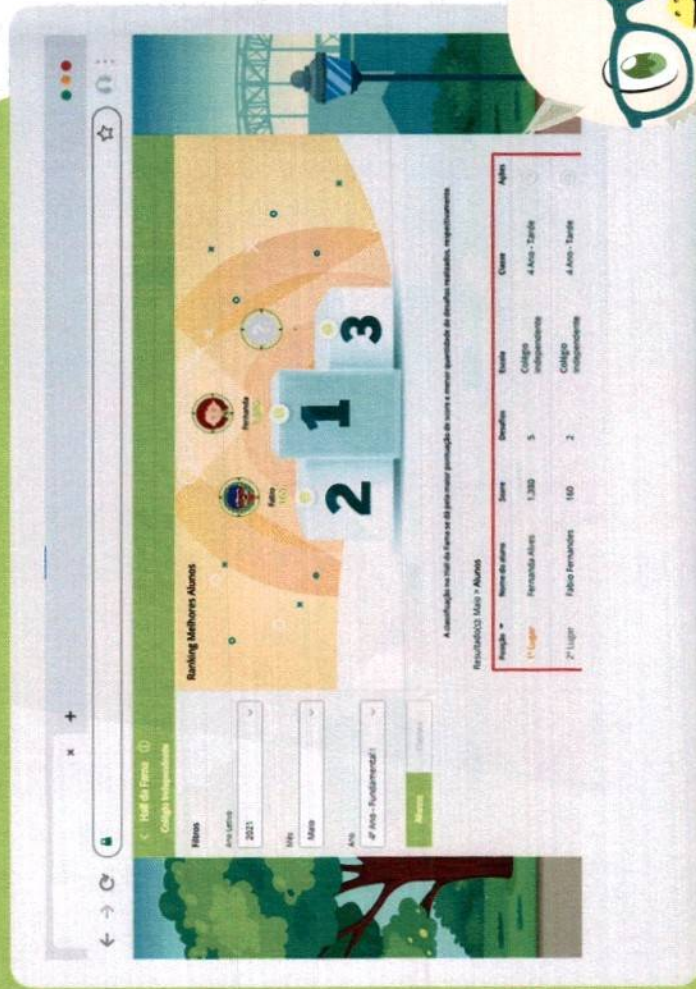 Hall da Fama
Colégio Independente
Filtros
Ano Letivo
2021
Mês
Maio
Ano
4º Ano - Fundamental I
Alunos
Ranking Melhores Alunos
Fernanda
Fabio
160
2
1
3
A classificação no Hall da Fama se dá pela maior pontuação de score e menor quantidade de desafios realizados, respectivamente.
Resultado(s): Maio > Alunos
Posição Nome do aluno Score Desafios Escola Classe Ações
1º Lugar Fernanda Alves 1.380 5 Colégio Independente 4 Ano - Tarde
2º Lugar Fabio Fernandes 160 2 Colégio Independente 4 Ano - Tarde